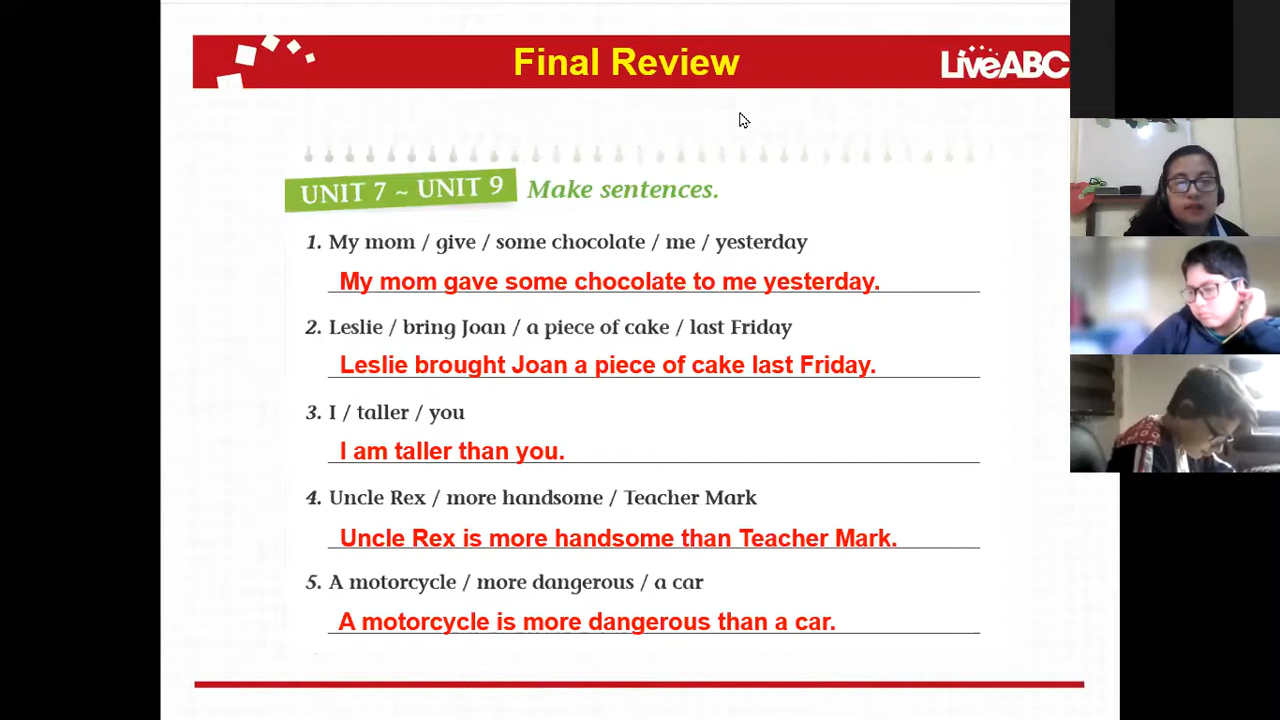 Final Review
LiveABC
UNIT 7 ~ UNIT 9 Make sentences.
1. My mom / give / some chocolate / me / yesterday
My mom gave some chocolate to me yesterday.
2. Leslie / bring Joan / a piece of cake / last Friday
Leslie brought Joan a piece of cake last Friday.
3. I / taller / you
I am taller than you.
4. Uncle Rex / more handsome / Teacher Mark
Uncle Rex is more handsome than Teacher Mark.
5. A motorcycle / more dangerous / a car
A motorcycle is more dangerous than a car.